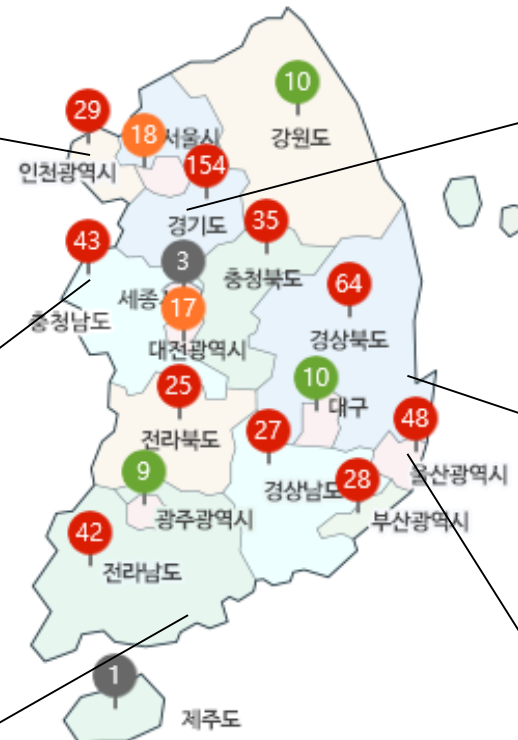 10
29
18
서울시
강원도
154
인천광역시
경기도
35
43
3
충청북도
64
세종
17
충청남도
경상북도
대전광역시
10
25
대구
48
27
전라북도
9
28
울산광역시
경상남도
광주광역시
부산광역시
42
전라남도
1
제주도